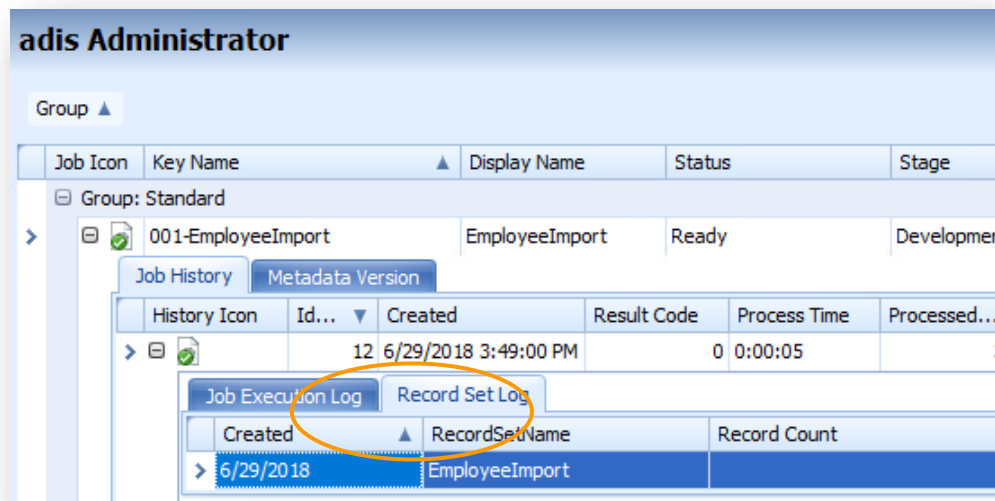 adis Administrator
Group
Job Icon Key Name Display Name Status Stage
Group: Standard
001-EmployeeImport EmployeeImport Ready Developmen
Job History Metadata Version
History Icon Id... Created Result Code Process Time Processed...
12 6/29/2018 3:49:00 PM 0 0:00:05
Job Execution Log Record Set Log
Created RecordSetName Record Count
6/29/2018 EmployeeImport